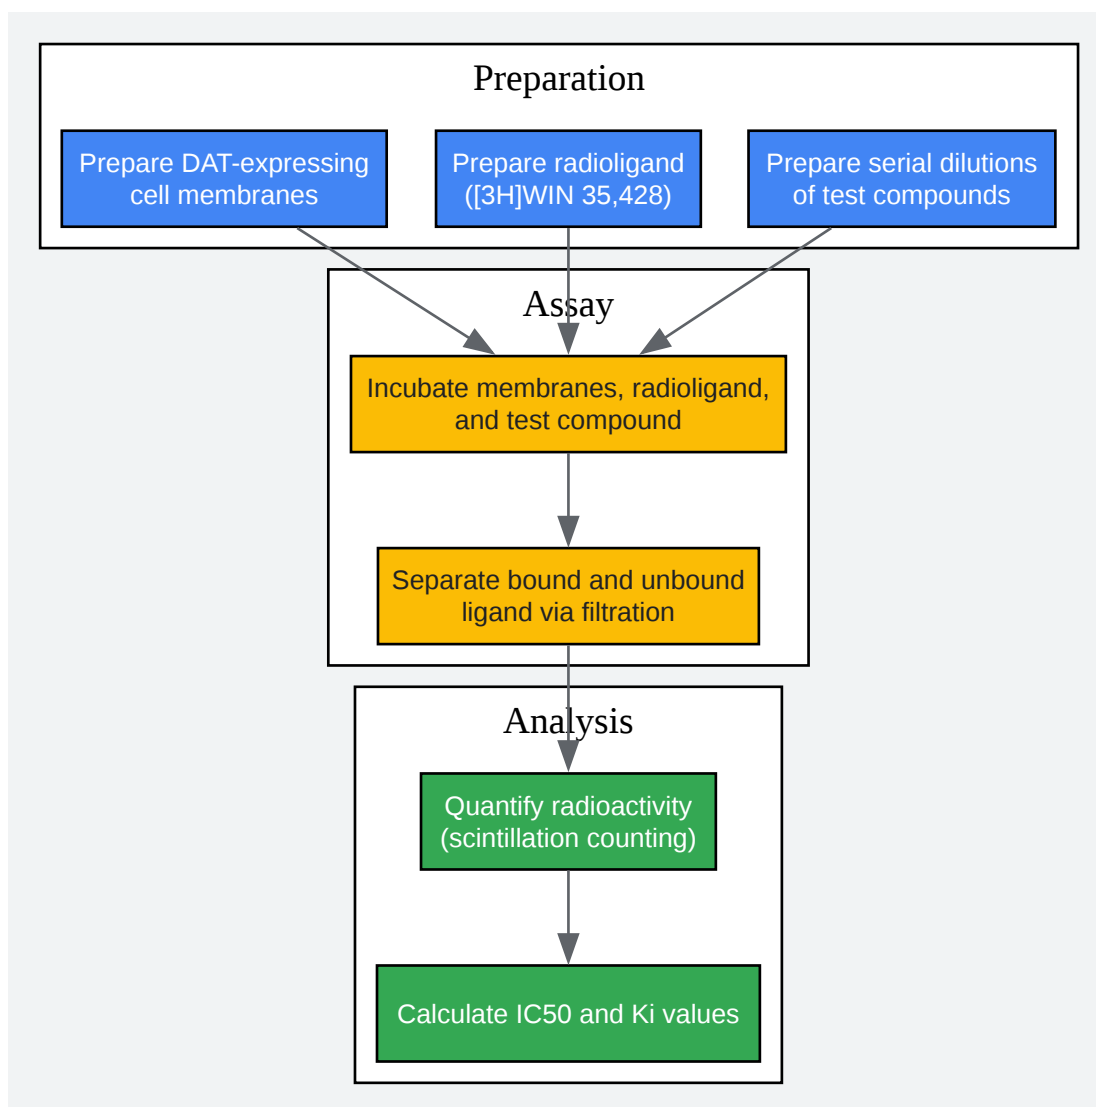 Preparation
Prepare DAT-expressing
cell membranes
Prepare radioligand
([3H]WIN 35,428)
Prepare serial dilutions
of test compounds
Assay
Incubate membranes, radioligand,
and test compound
Separate bound and unbound
ligand via filtration
Analysis
Quantify radioactivity
(scintillation counting)
Calculate IC50 and Ki values